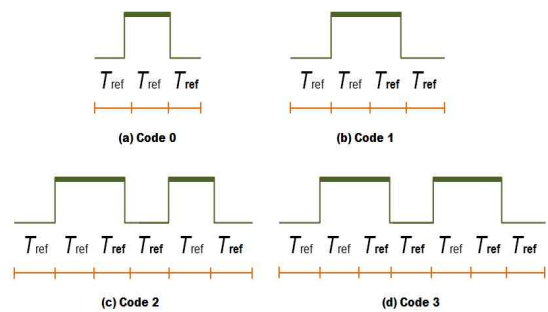 Tref Tref Tref
(a) Code 0
Tref Tref Tref Tref
(b) Code 1
Tref Tref Tref Tref Tref Tref
(c) Code 2
Tref Tref Tref Tref Tref Tref Tref
(d) Code 3